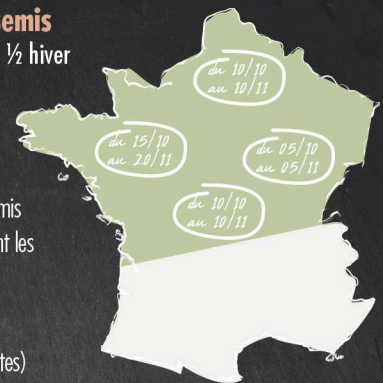 emis
½ hiver
du 10/10
au 10/11
du 15/10
au 20/11
du 05/10
au 05/11
du 10/10
au 10/11
mis
nt les
tes)